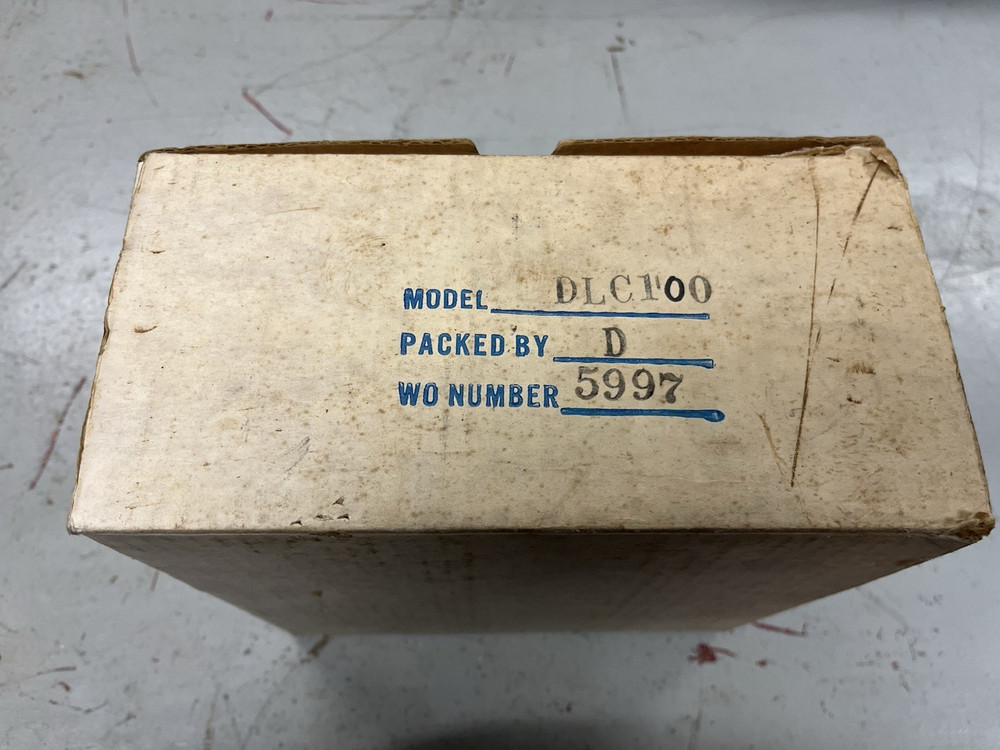 MODEL DLC100
PACKED BY D
WO NUMBER 5997